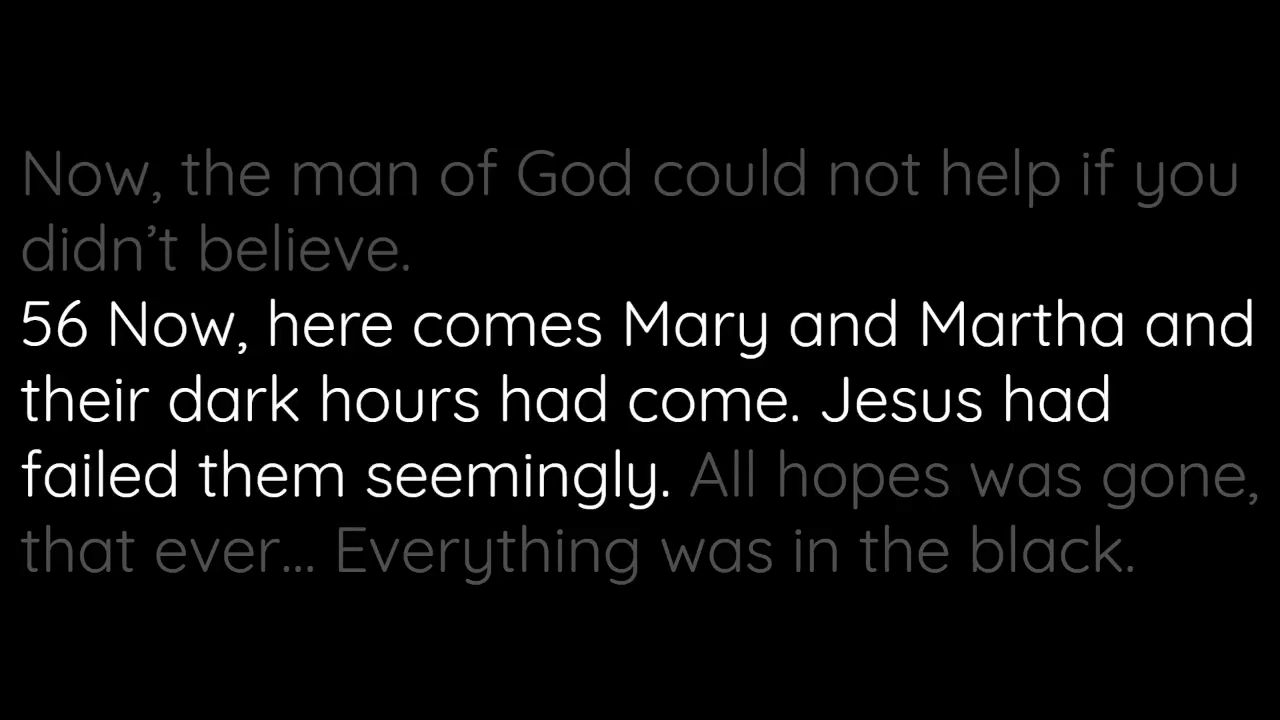 Now, the man of God could not help if you
didn’t believe.
56 Now, here comes Mary and Martha and
their dark hours had come. Jesus had
failed them seemingly. All hopes was gone,
that ever... Everything was in the black.